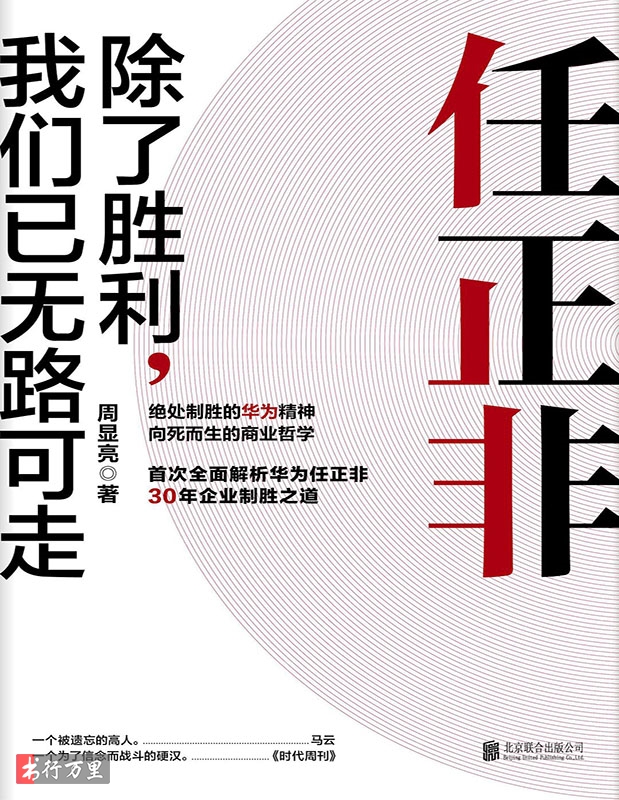 任正非
除了胜利，
我们已无路可走
周显亮◎著
绝处制胜的华为精神
向死而生的商业哲学
首次全面解析华为任正非
30年企业制胜之道
一个被遗忘的高人。........................马云
一个为了信念而战斗的硬汉。............《时代周刊》
北京联合出版公司
Beijing United Publishing Co.,Ltd.
书行万里